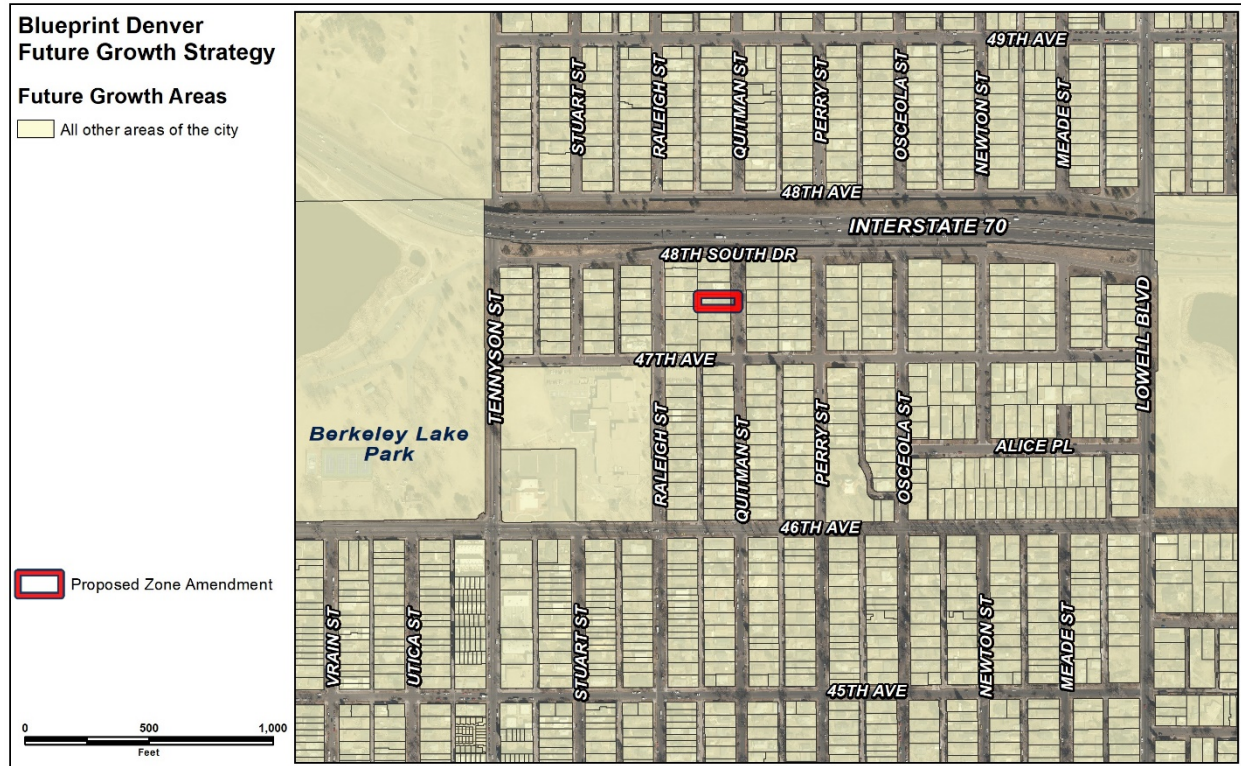 Blueprint Denver
Future Growth Strategy
Future Growth Areas
All other areas of the city
Proposed Zone Amendment
0 500 1,000
Feet
49TH AVE
STUART ST
RALEIGH ST
QUITMAN ST
PERRY ST
OSCEOLA ST
NEWTON ST
MEADE ST
48TH AVE
INTERSTATE 70
48TH SOUTH DR
TENNYSON ST
LOWELL BLVD
47TH AVE
Berkeley Lake
Park
RALEIGH ST
QUITMAN ST
PERRY ST
OSCEOLA ST
ALICE PL
46TH AVE
VRAIN ST
UTICA ST
STUART ST
NEWTON ST
MEADE ST
45TH AVE